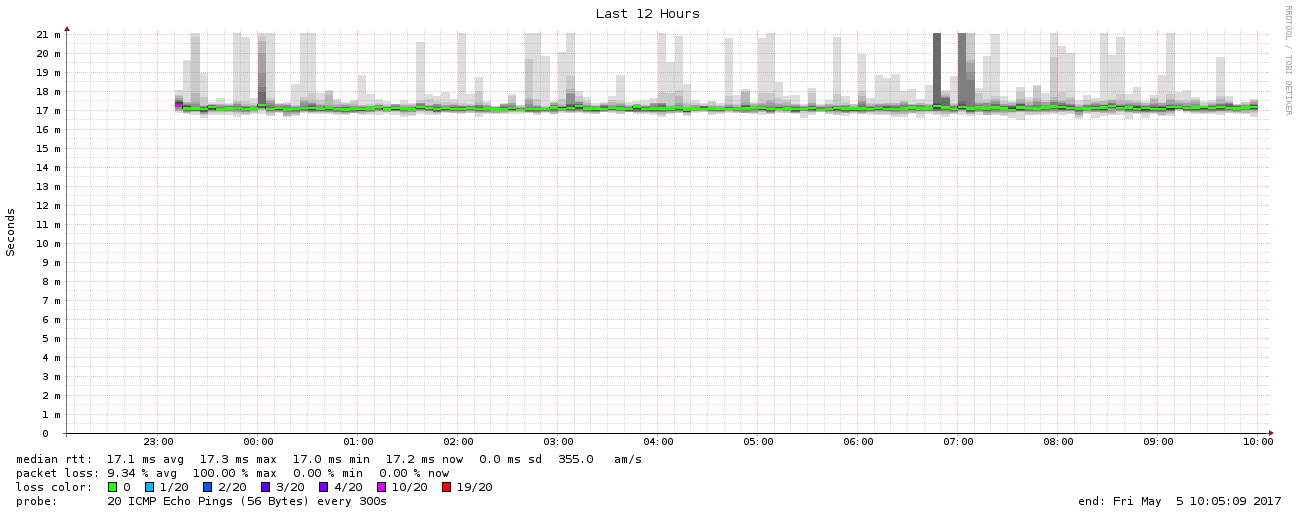 Last 12 Hours
RRDTOOL / TOBI OETIKER
21 m
20 m
19 m
18 m
17 m
16 m
15 m
14 m
13 m
12 m
11 m
10 m
9 m
8 m
7 m
6 m
5 m
4 m
3 m
2 m
1 m
0
Seconds
23:00 00:00 01:00 02:00 03:00 04:00 05:00 06:00 07:00 08:00 09:00 10:00
median rtt: 17.1 ms avg 17.3 ms max 17.0 ms min 17.2 ms now 0.0 ms sd 355.0 am/s
packet loss: 9.34 % avg 100.00 % max 0.00 % min 0.00 % now
loss color: 0 1/20 2/20 3/20 4/20 10/20 19/20
probe: 20 ICMP Echo Pings (56 Bytes) every 300s end: Fri May 5 10:05:09 2017